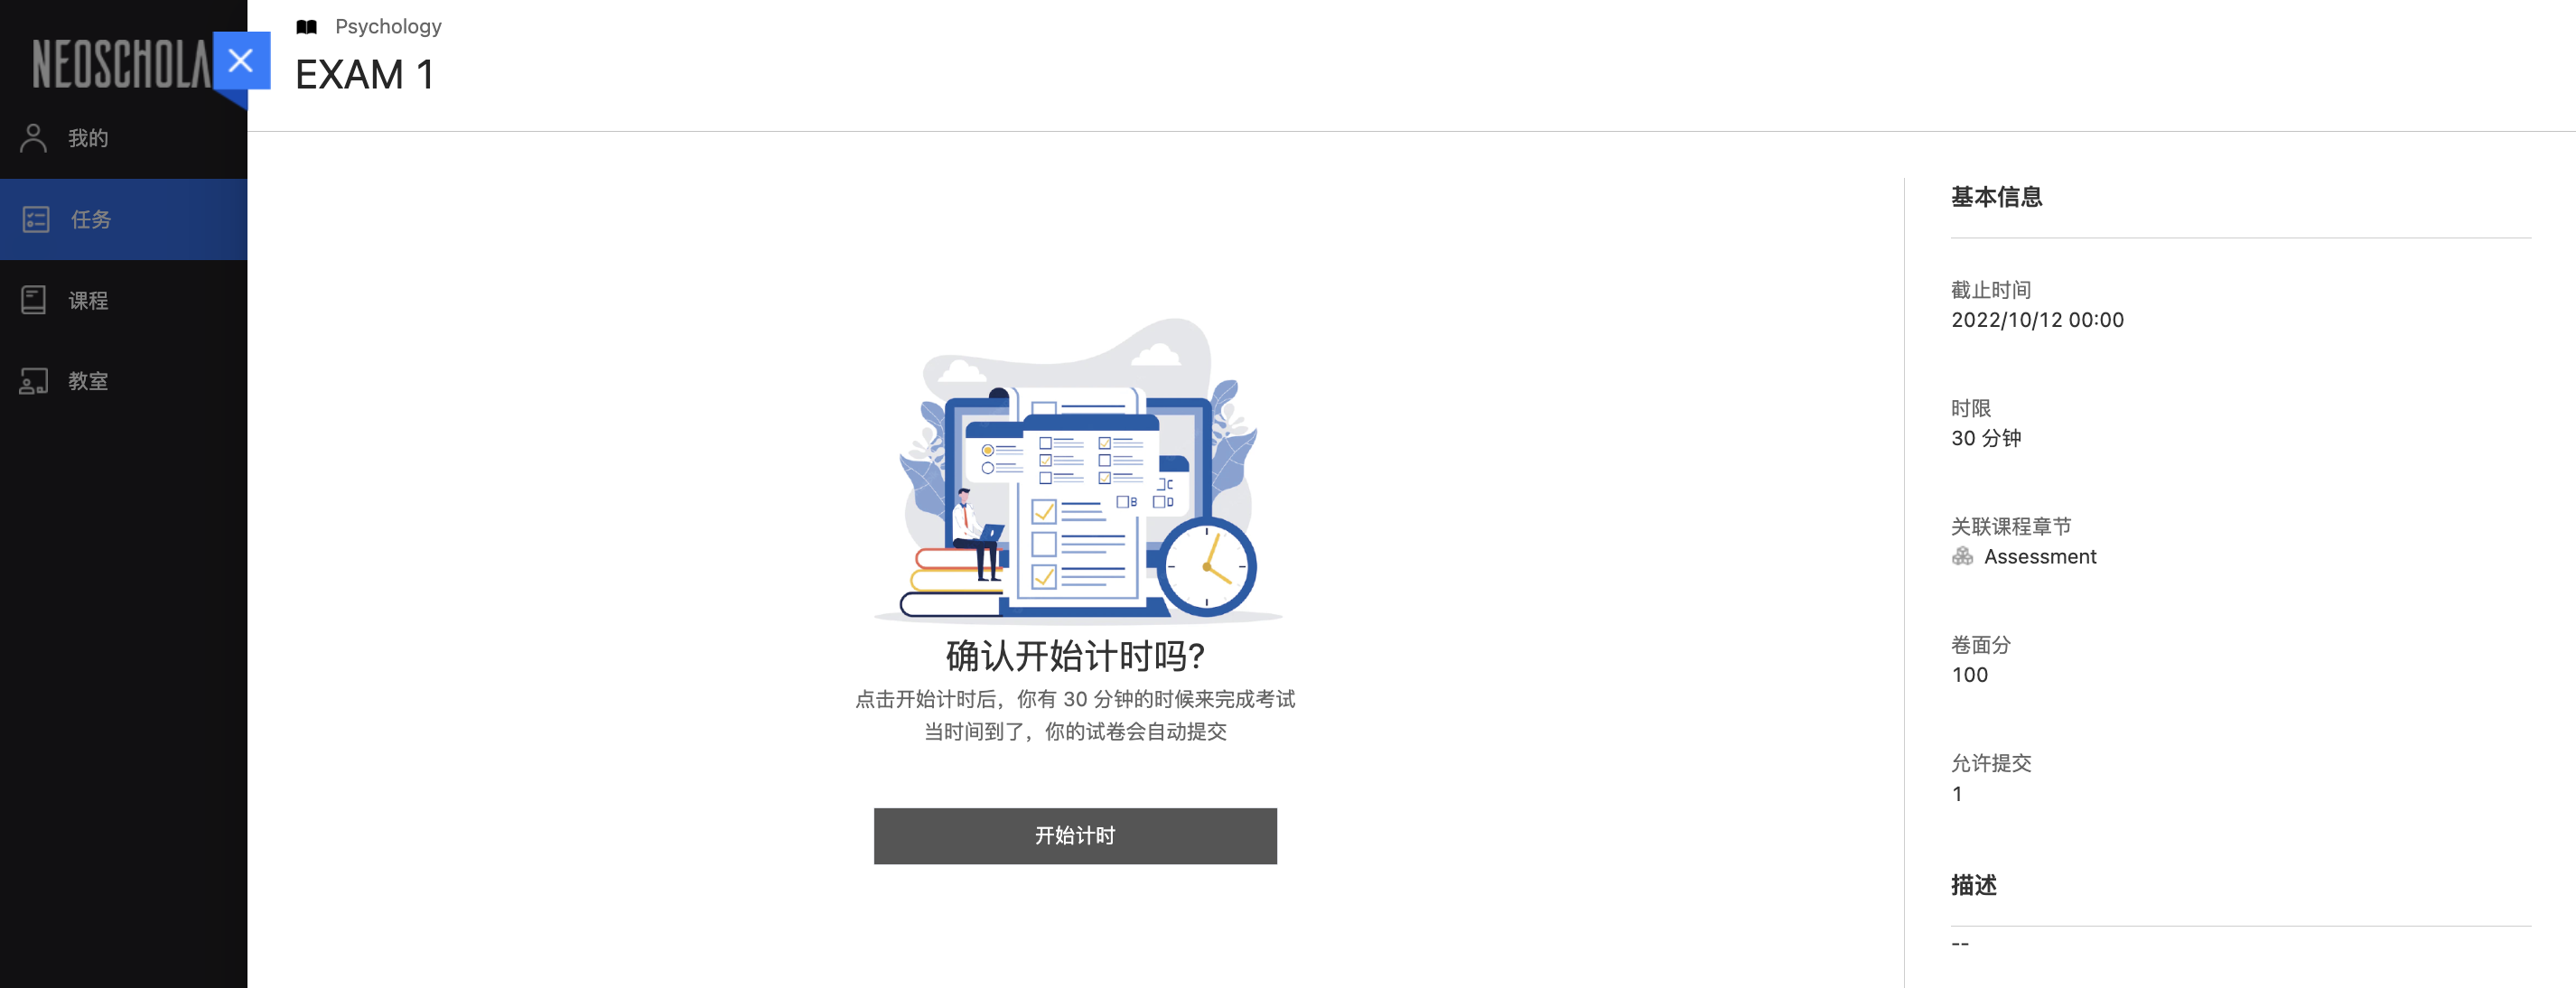 NEOSCHOLA
我的
任务
课程
教室
Psychology
EXAM 1
C
B
D
确认开始计时吗?
点击开始计时后，你有 30 分钟的时候来完成考试
当时间到了，你的试卷会自动提交
开始计时
基本信息
截止时间
2022/10/12 00:00
时限
30 分钟
关联课程章节
Assessment
卷面分
100
允许提交
1
描述
--